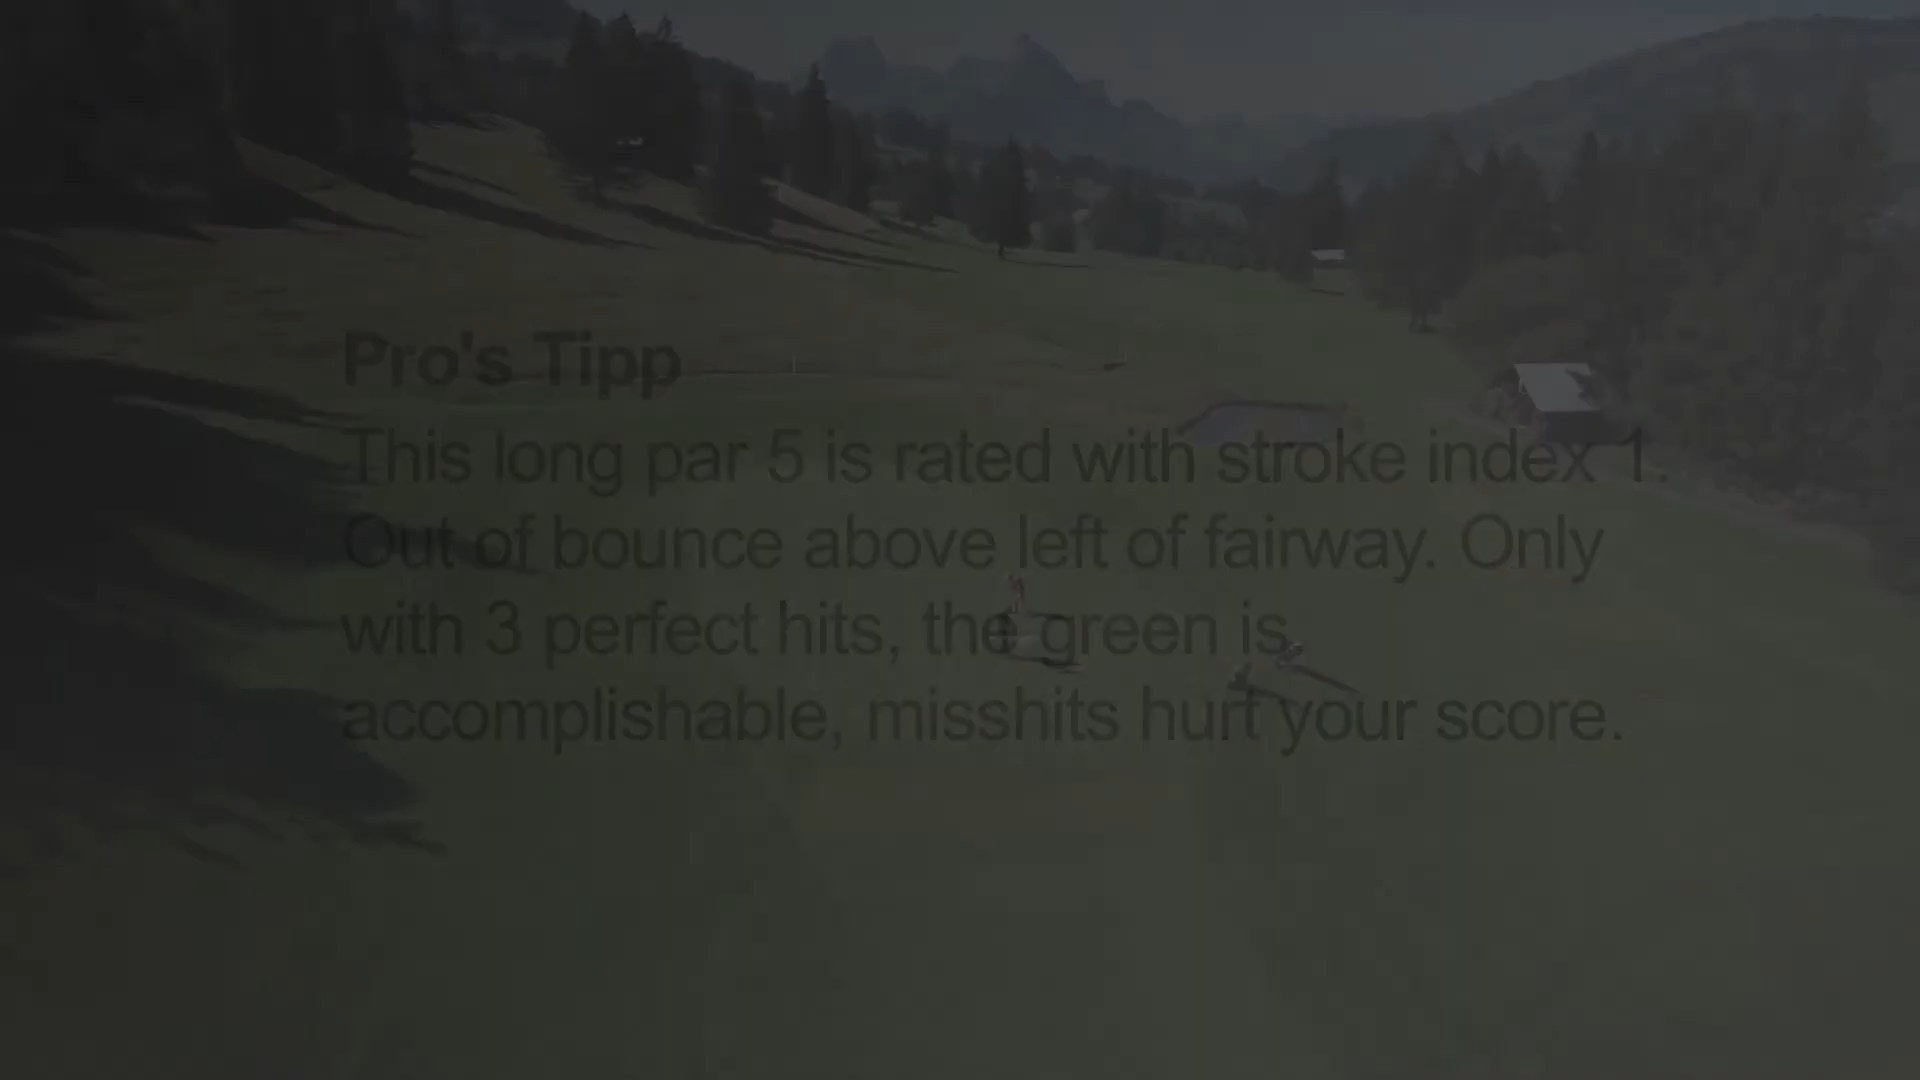 Pro's Tipp
This long par 5 is rated with stroke index 1.
Out of bounce above left of fairway. Only
with 3 perfect hits, the green is
accomplishable, misshits hurt your score.